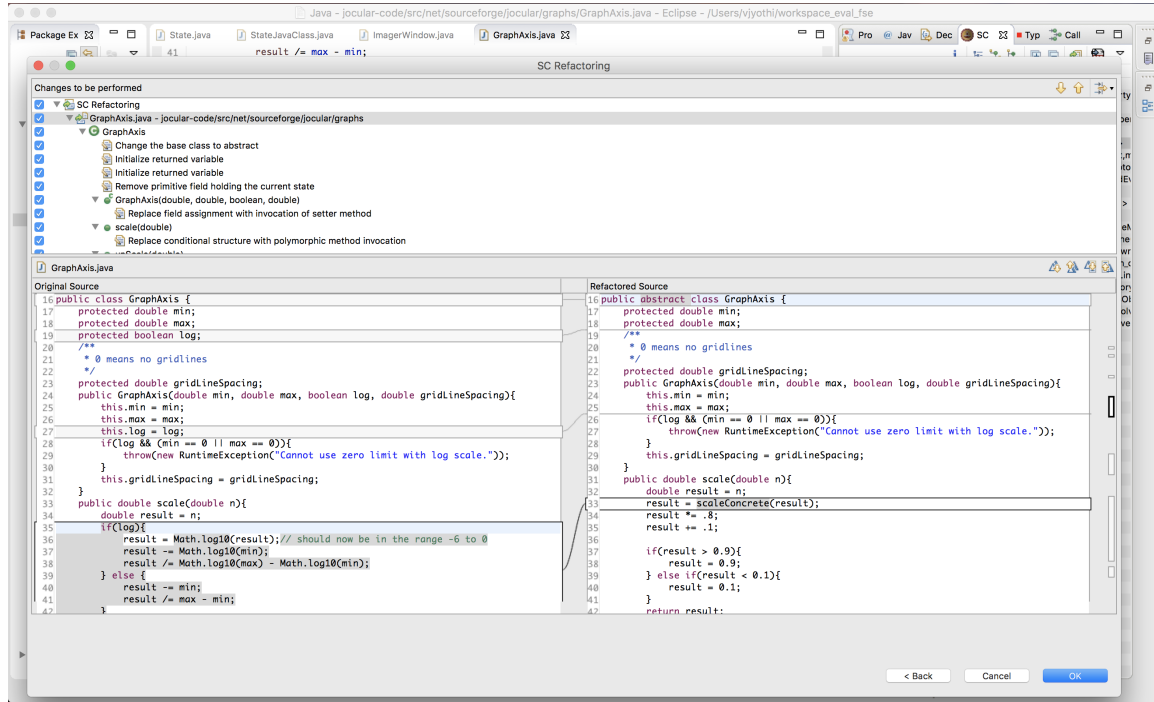 Java - jocular-code/src/net/sourceforge/jocular/graphs/GraphAxis.java - Eclipse - /Users/vjyothi/workspace_eval_fse
Package Ex
State.java
StateJavaClass.java
ImagerWindow.java
GraphAxis.java
Pro
Jav
Dec
SC
Typ
Call
41 result /= max - min;
SC Refactoring
Changes to be performed
SC Refactoring
GraphAxis.java - jocular-code/src/net/sourceforge/jocular/graphs
GraphAxis
Change the base class to abstract
Initialize returned variable
Initialize returned variable
Remove primitive field holding the current state
GraphAxis(double, double, boolean, double)
Replace field assignment with invocation of setter method
scale(double)
Replace conditional structure with polymorphic method invocation
GraphAxis.java
Original Source
16 public class GraphAxis {
17 protected double min;
18 protected double max;
19 protected boolean log;
20 /**
21 * 0 means no gridlines
22 */
23 protected double gridLineSpacing;
24 public GraphAxis(double min, double max, boolean log, double gridLineSpacing){
25 this.min = min;
26 this.max = max;
27 this.log = log;
28 if(log && (min == 0 || max == 0)){
29 throw(new RuntimeException("Cannot use zero limit with log scale."));
30 }
31 this.gridLineSpacing = gridLineSpacing;
32 }
33 public double scale(double n){
34 double result = n;
35 if(log){
36 result = Math.log10(result);// should now be in the range -6 to 0
37 result -= Math.log10(min);
38 result /= Math.log10(max) - Math.log10(min);
39 } else {
40 result -= min;
41 result /= max - min;
42 }
Refactored Source
16 public abstract class GraphAxis {
17 protected double min;
18 protected double max;
19 /**
20 * 0 means no gridlines
21 */
22 protected double gridLineSpacing;
23 public GraphAxis(double min, double max, boolean log, double gridLineSpacing){
24 this.min = min;
25 this.max = max;
26 if(log && (min == 0 || max == 0)){
27 throw(new RuntimeException("Cannot use zero limit with log scale."));
28 }
29 this.gridLineSpacing = gridLineSpacing;
30 }
31 public double scale(double n){
32 double result = n;
33 result = scaleConcrete(result);
34 result *= .8;
35 result += .1;
36
37 if(result > 0.9){
38 result = 0.9;
39 } else if(result < 0.1){
40 result = 0.1;
41 }
42 return result;
< Back
Cancel
OK